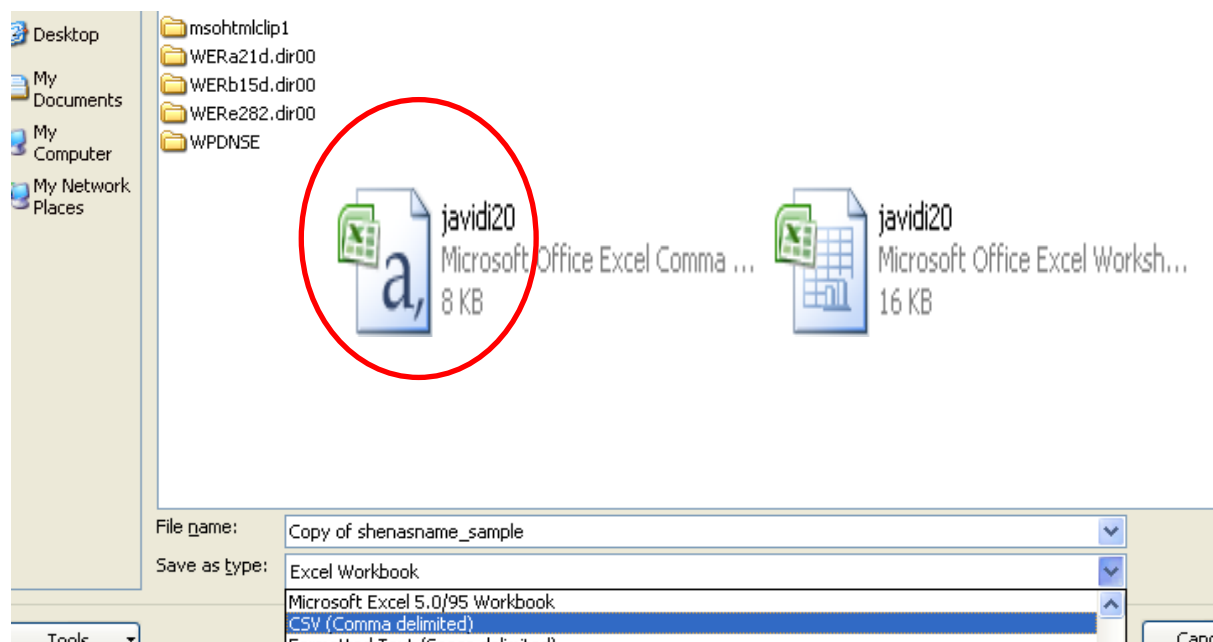 Desktop
My
Documents
My
Computer
My Network
Places
msohtmlclip1
WERa21d.dir00
WERb15d.dir00
WERe282.dir00
WPDNSE
javidi20
Microsoft Office Excel Comma ...
8 KB
javidi20
Microsoft Office Excel Worksh...
16 KB
File name:
Copy of shenasname_sample
Save as type:
Excel Workbook
Microsoft Excel 5.0/95 Workbook
CSV (Comma delimited)
Tools